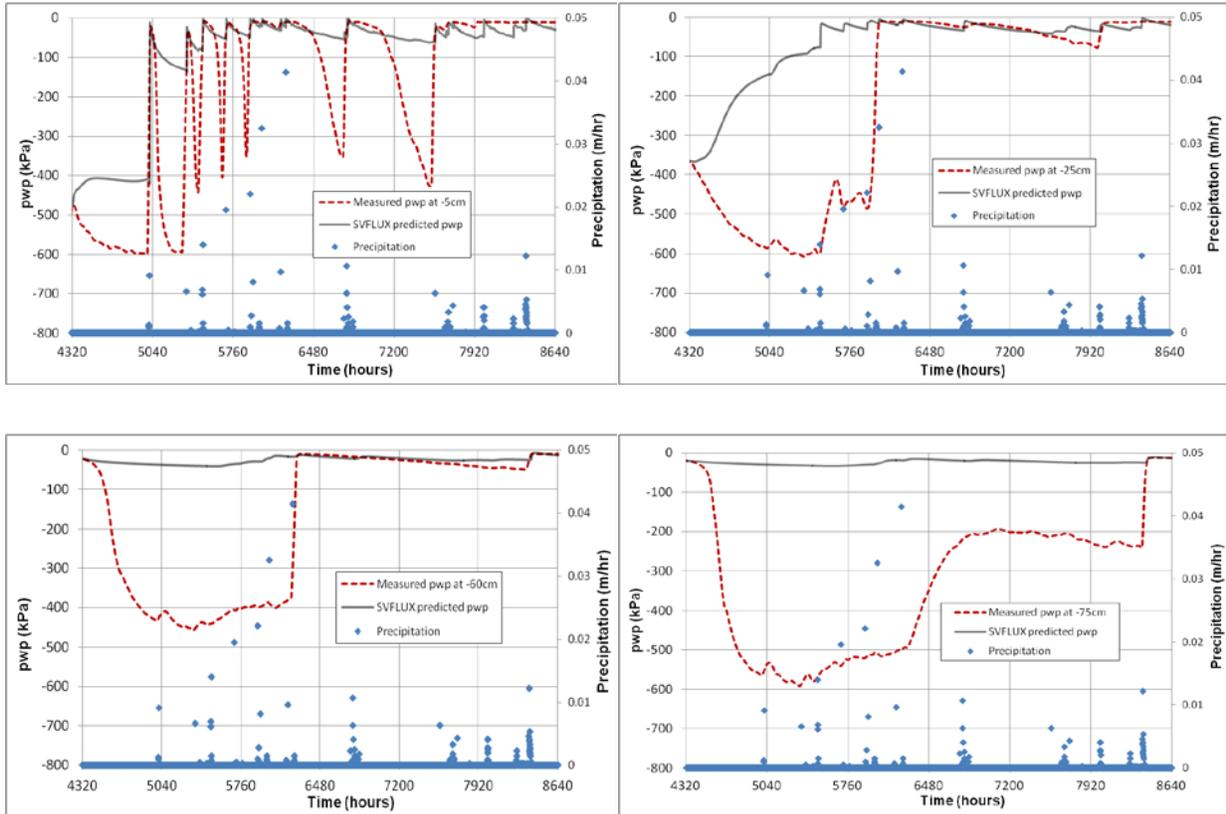 0
-100
-200
-300
-400
-500
-600
-700
-800
pwp (kPa)
0.05
0.04
0.03
0.02
0.01
0
Precipitation (m/hr)
Measured pwp at -5cm
SVFLUX predicted pwp
Precipitation
4320 5040 5760 6480 7200 7920 8640
Time (hours)
0
-100
-200
-300
-400
-500
-600
-700
-800
pwp (kPa)
0.05
0.04
0.03
0.02
0.01
0
Precipitation (m/hr)
Measured pwp at -25cm
SVFLUX predicted pwp
Precipitation
4320 5040 5760 6480 7200 7920 8640
Time (hours)
0
-100
-200
-300
-400
-500
-600
-700
-800
pwp (kPa)
0.05
0.04
0.03
0.02
0.01
0
Precipitation (m/hr)
Measured pwp at -60cm
SVFLUX predicted pwp
Precipitation
4320 5040 5760 6480 7200 7920 8640
Time (hours)
0
-100
-200
-300
-400
-500
-600
-700
-800
pwp (kPa)
0.05
0.04
0.03
0.02
0.01
0
Precipitation (m/hr)
Measured pwp at -75cm
SVFLUX predicted pwp
Precipitation
4320 5040 5760 6480 7200 7920 8640
Time (hours)